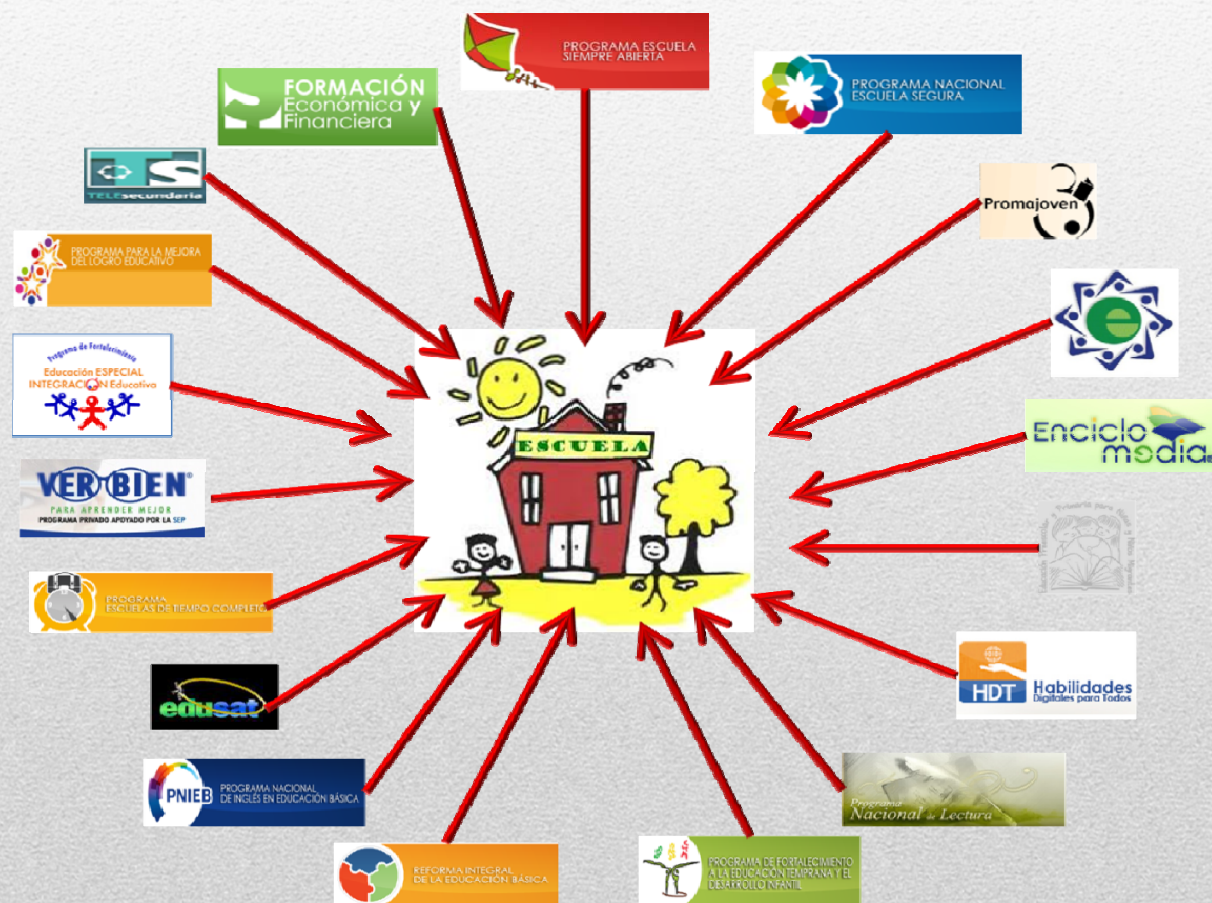 PROGRAMA ESCUELA
SIEMPRE ABIERTA
FORMACIÓN
Económica y
Financiera
PROGRAMA NACIONAL
ESCUELA SEGURA
TS
TELEsecundaria
Promajoven
PROGRAMA PARA LA MEJORA
DEL LOGRO EDUCATIVO
e
Programa de Fortalecimiento
Educación ESPECIAL
INTEGRACIÓN Educativa
Enciclo
media
ESCUELA
VER BIEN®
PARA APRENDER MEJOR
PROGRAMA PRIVADO APOYADO POR LA SEP
PROGRAMA
ESCUELAS DE TIEMPO COMPLETO
HDT
Habilidades
Digitales para Todos
edusat
PNIEB
PROGRAMA NACIONAL
DE INGLÉS EN EDUCACIÓN BÁSICA
Programa
Nacional de Lectura
REFORMA INTEGRAL
DE LA EDUCACIÓN BÁSICA
PROGRAMA DE FORTALECIMIENTO
A LA EDUCACIÓN TEMPRANA Y EL
DESARROLLO INFANTIL